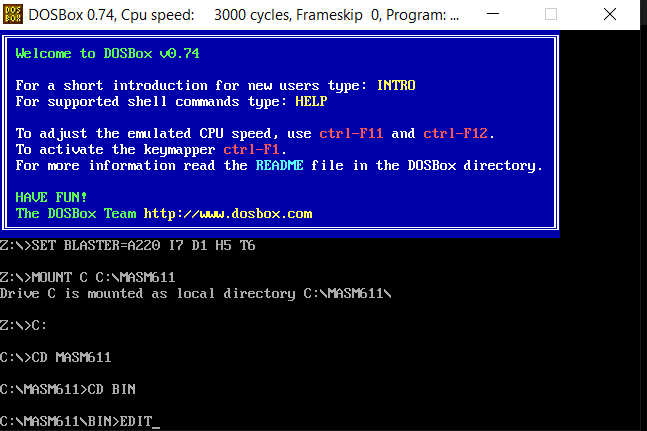 DOSBox 0.74, Cpu speed: 3000 cycles, Frameskip 0, Program: ...
Welcome to DOSBox v0.74
For a short introduction for new users type: INTRO
For supported shell commands type: HELP
To adjust the emulated CPU speed, use ctrl-F11 and ctrl-F12.
To activate the keymapper ctrl-F1.
For more information read the README file in the DOSBox directory.
HAVE FUN!
The DOSBox Team http://www.dosbox.com
Z:\>SET BLASTER=A220 I7 D1 H5 T6
Z:\>MOUNT C C:\MASM611
Drive C is mounted as local directory C:\MASM611\
Z:\>C:
C:\>CD MASM611
C:\MASM611>CD BIN
C:\MASM611\BIN>EDIT_